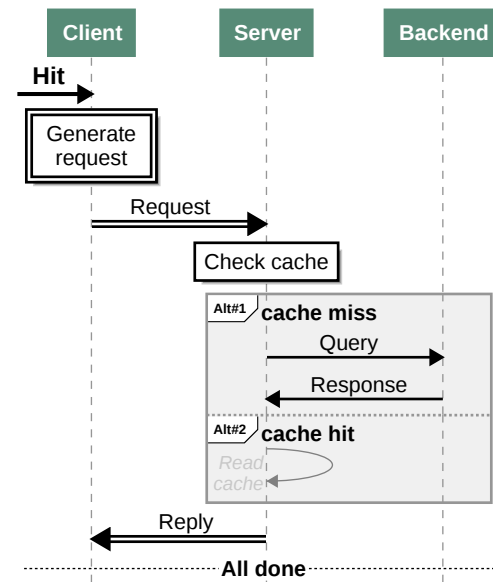 Client
Server
Backend
Hit
Generate
request
Request
Check cache
Alt#1
cache miss
Query
Response
Alt#2
cache hit
Read
cache
Reply
All done